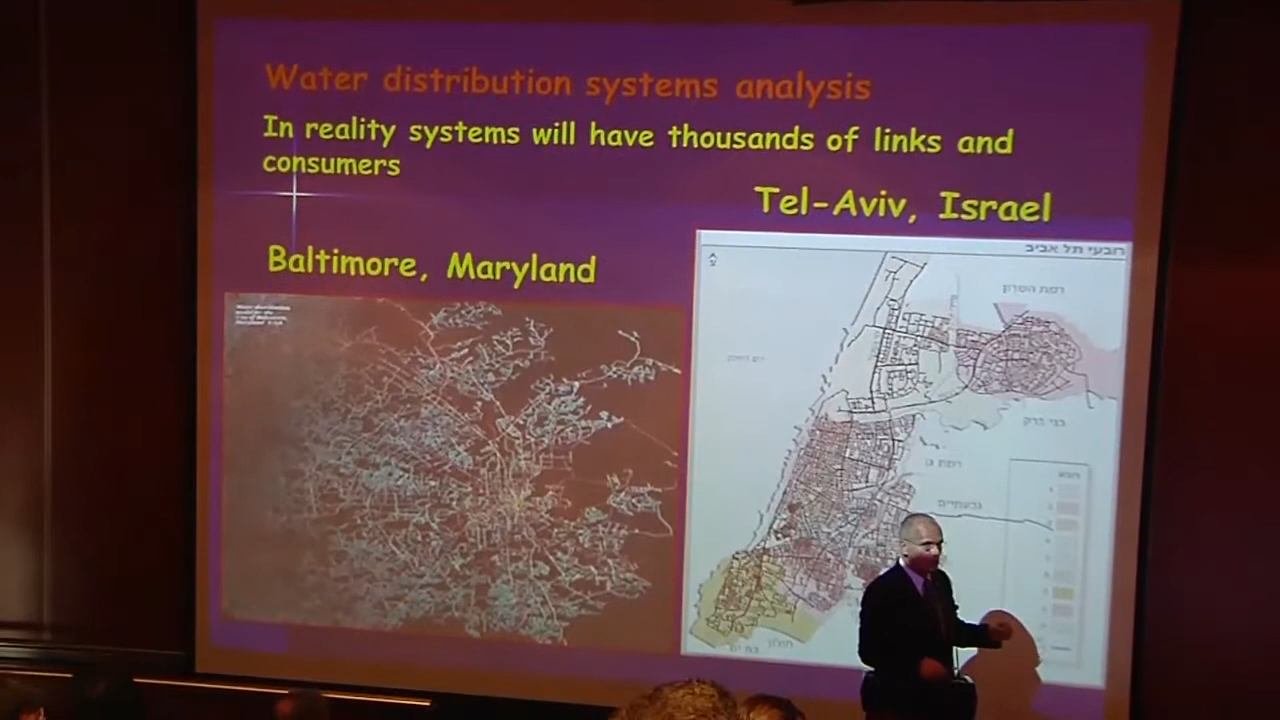 Water distribution systems analysis
In reality systems will have thousands of links and
consumers
Tel-Aviv, Israel
Baltimore, Maryland
רובעי תל אביב
רמת השרון
בני ברק
רמת גן
גבעתיים
חולון
בת ים